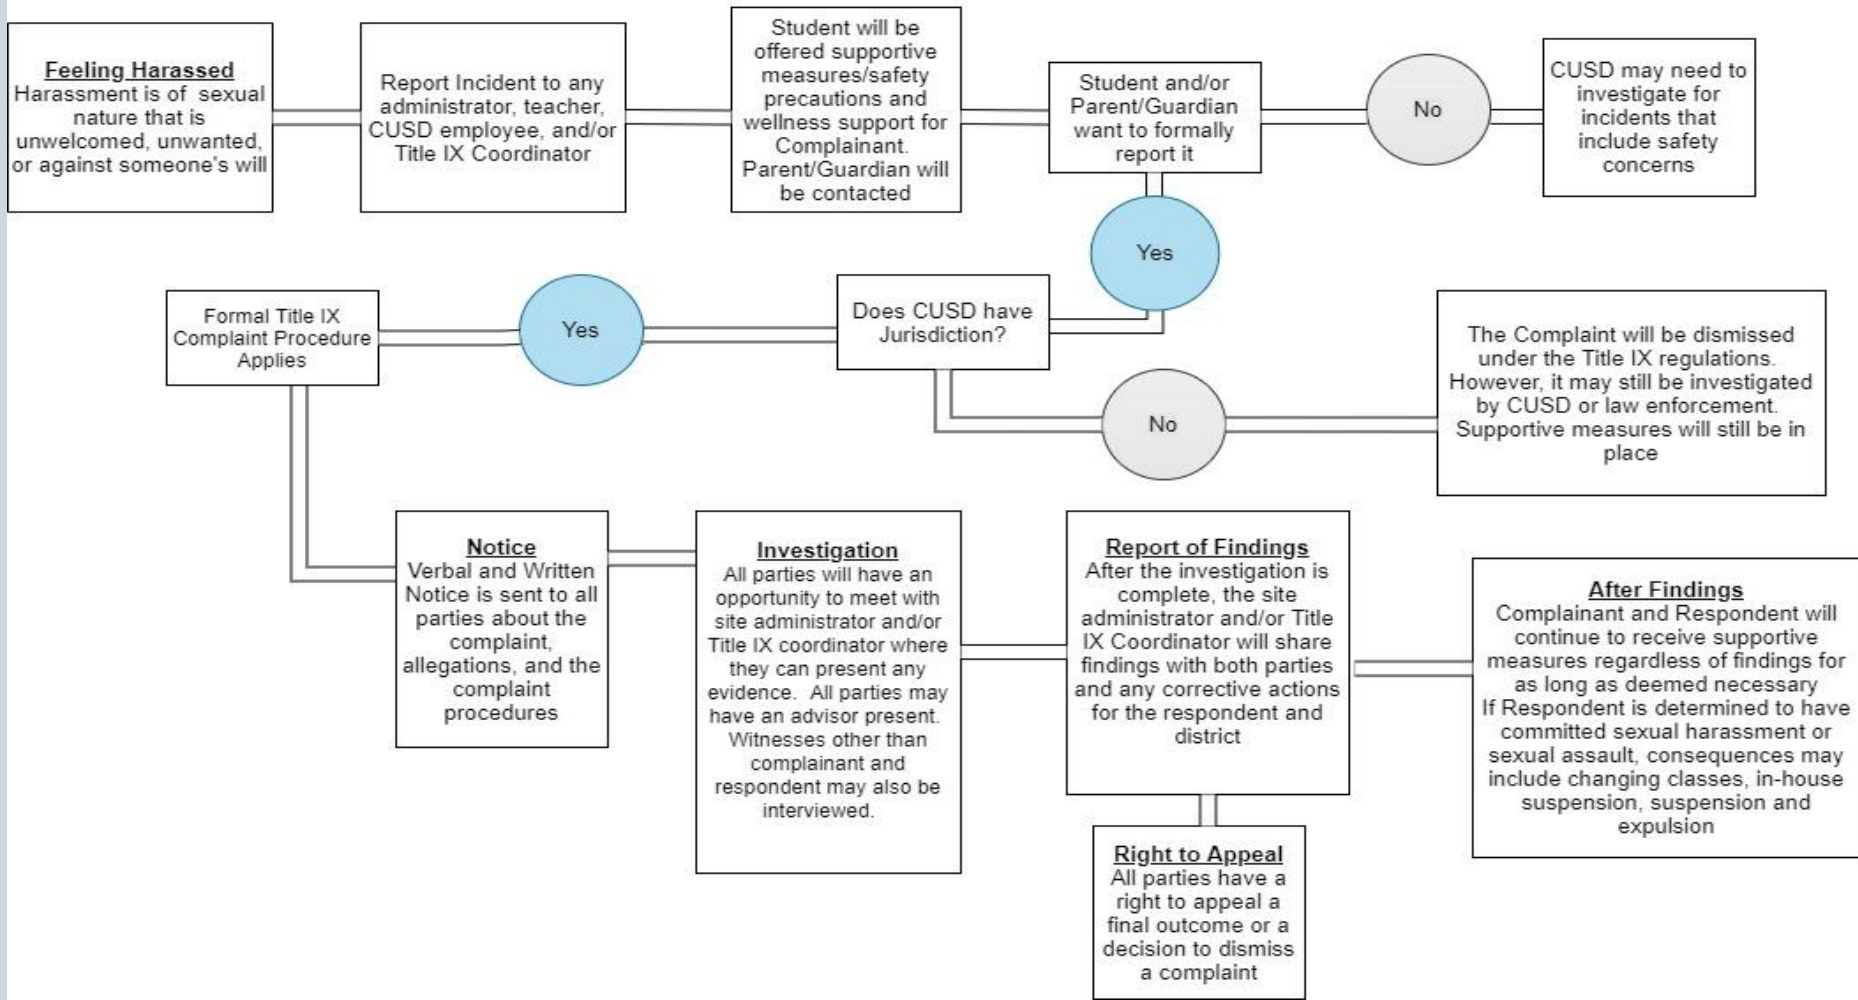 Feeling Harassed
Harassment is of sexual
nature that is
unwelcomed, unwanted,
or against someone's will
Report Incident to any
administrator, teacher,
CUSD employee, and/or
Title IX Coordinator
Student will be
offered supportive
measures/safety
precautions and
wellness support for
Complainant.
Parent/Guardian will
be contacted
Student and/or
Parent/Guardian
want to formally
report it
No
CUSD may need to
investigate for
incidents that
include safety
concerns
Yes
Does CUSD have
Jurisdiction?
Yes
Formal Title IX
Complaint Procedure
Applies
No
The Complaint will be dismissed
under the Title IX regulations.
However, it may still be investigated
by CUSD or law enforcement.
Supportive measures will still be in
place
Notice
Verbal and Written
Notice is sent to all
parties about the
complaint,
allegations, and the
complaint
procedures
Investigation
All parties will have an
opportunity to meet with
site administrator and/or
Title IX coordinator where
they can present any
evidence. All parties may
have an advisor present.
Witnesses other than
complainant and
respondent may also be
interviewed.
Report of Findings
After the investigation is
complete, the site
administrator and/or Title
IX Coordinator will share
findings with both parties
and any corrective actions
for the respondent and
district
Right to Appeal
All parties have a
right to appeal a
final outcome or a
decision to dismiss
a complaint
After Findings
Complainant and Respondent will
continue to receive supportive
measures regardless of findings for
as long as deemed necessary
If Respondent is determined to have
committed sexual harassment or
sexual assault, consequences may
include changing classes, in-house
suspension, suspension and
expulsion